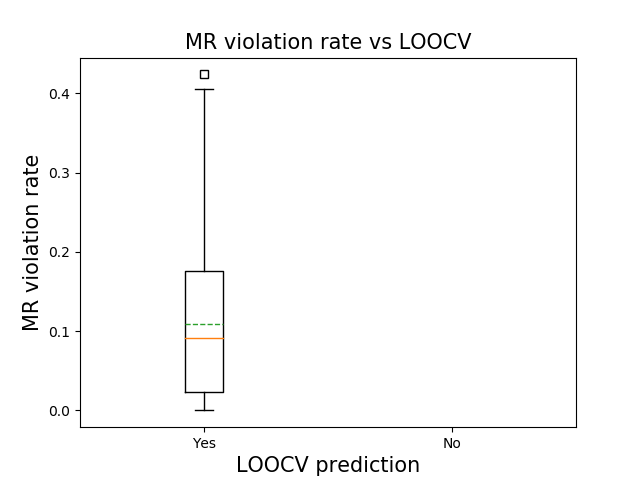 MR violation rate vs LOOCV
MR violation rate
0.4
0.3
0.2
0.1
0.0
Yes
No
LOOCV prediction